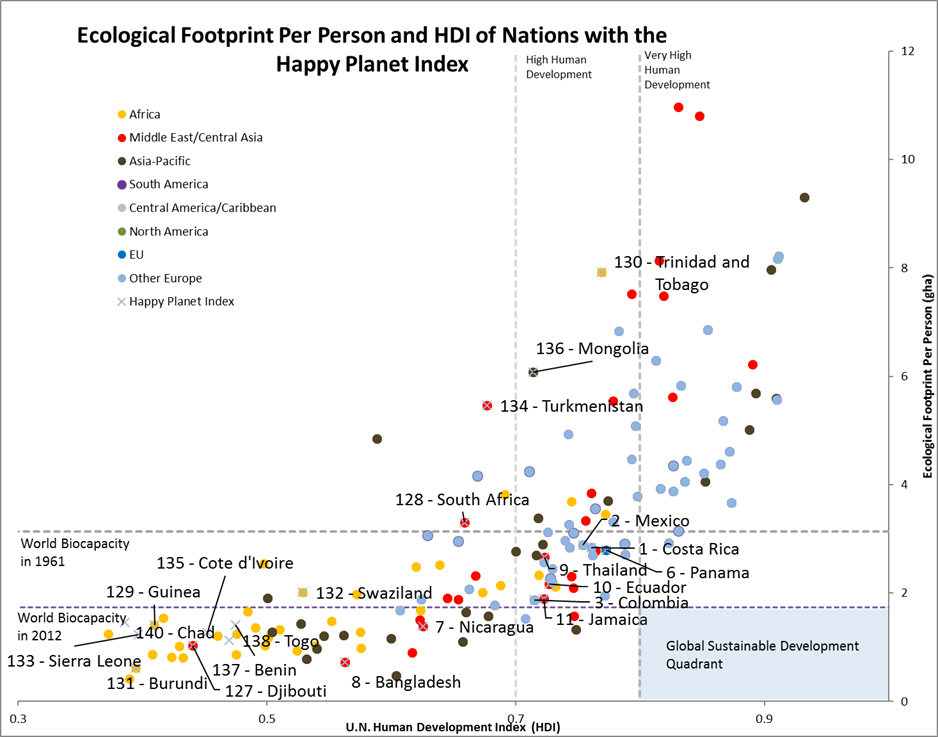 Ecological Footprint Per Person and HDI of Nations with the
Happy Planet Index
High Human
Development
Very High
Human
Development
Africa
Middle East/Central Asia
Asia-Pacific
South America
Central America/Caribbean
North America
EU
Other Europe
Happy Planet Index
12
10
8
6
4
2
0
Ecological Footprint Per Person (gha)
130 - Trinidad and
Tobago
136 - Mongolia
134 - Turkmenistan
128 - South Africa
2 - Mexico
World Biocapacity
in 1961
1 - Costa Rica
135 - Cote d'Ivoire
9 - Thailand
6 - Panama
129 - Guinea
132 - Swaziland
10 - Ecuador
3 - Colombia
World Biocapacity
in 2012
11 - Jamaica
140 - Chad
138 - Togo
7 - Nicaragua
Global Sustainable Development
Quadrant
133 - Sierra Leone
137 - Benin
131 - Burundi
127 - Djibouti
8 - Bangladesh
0.3
0.5
0.7
0.9
U.N. Human Development Index (HDI)